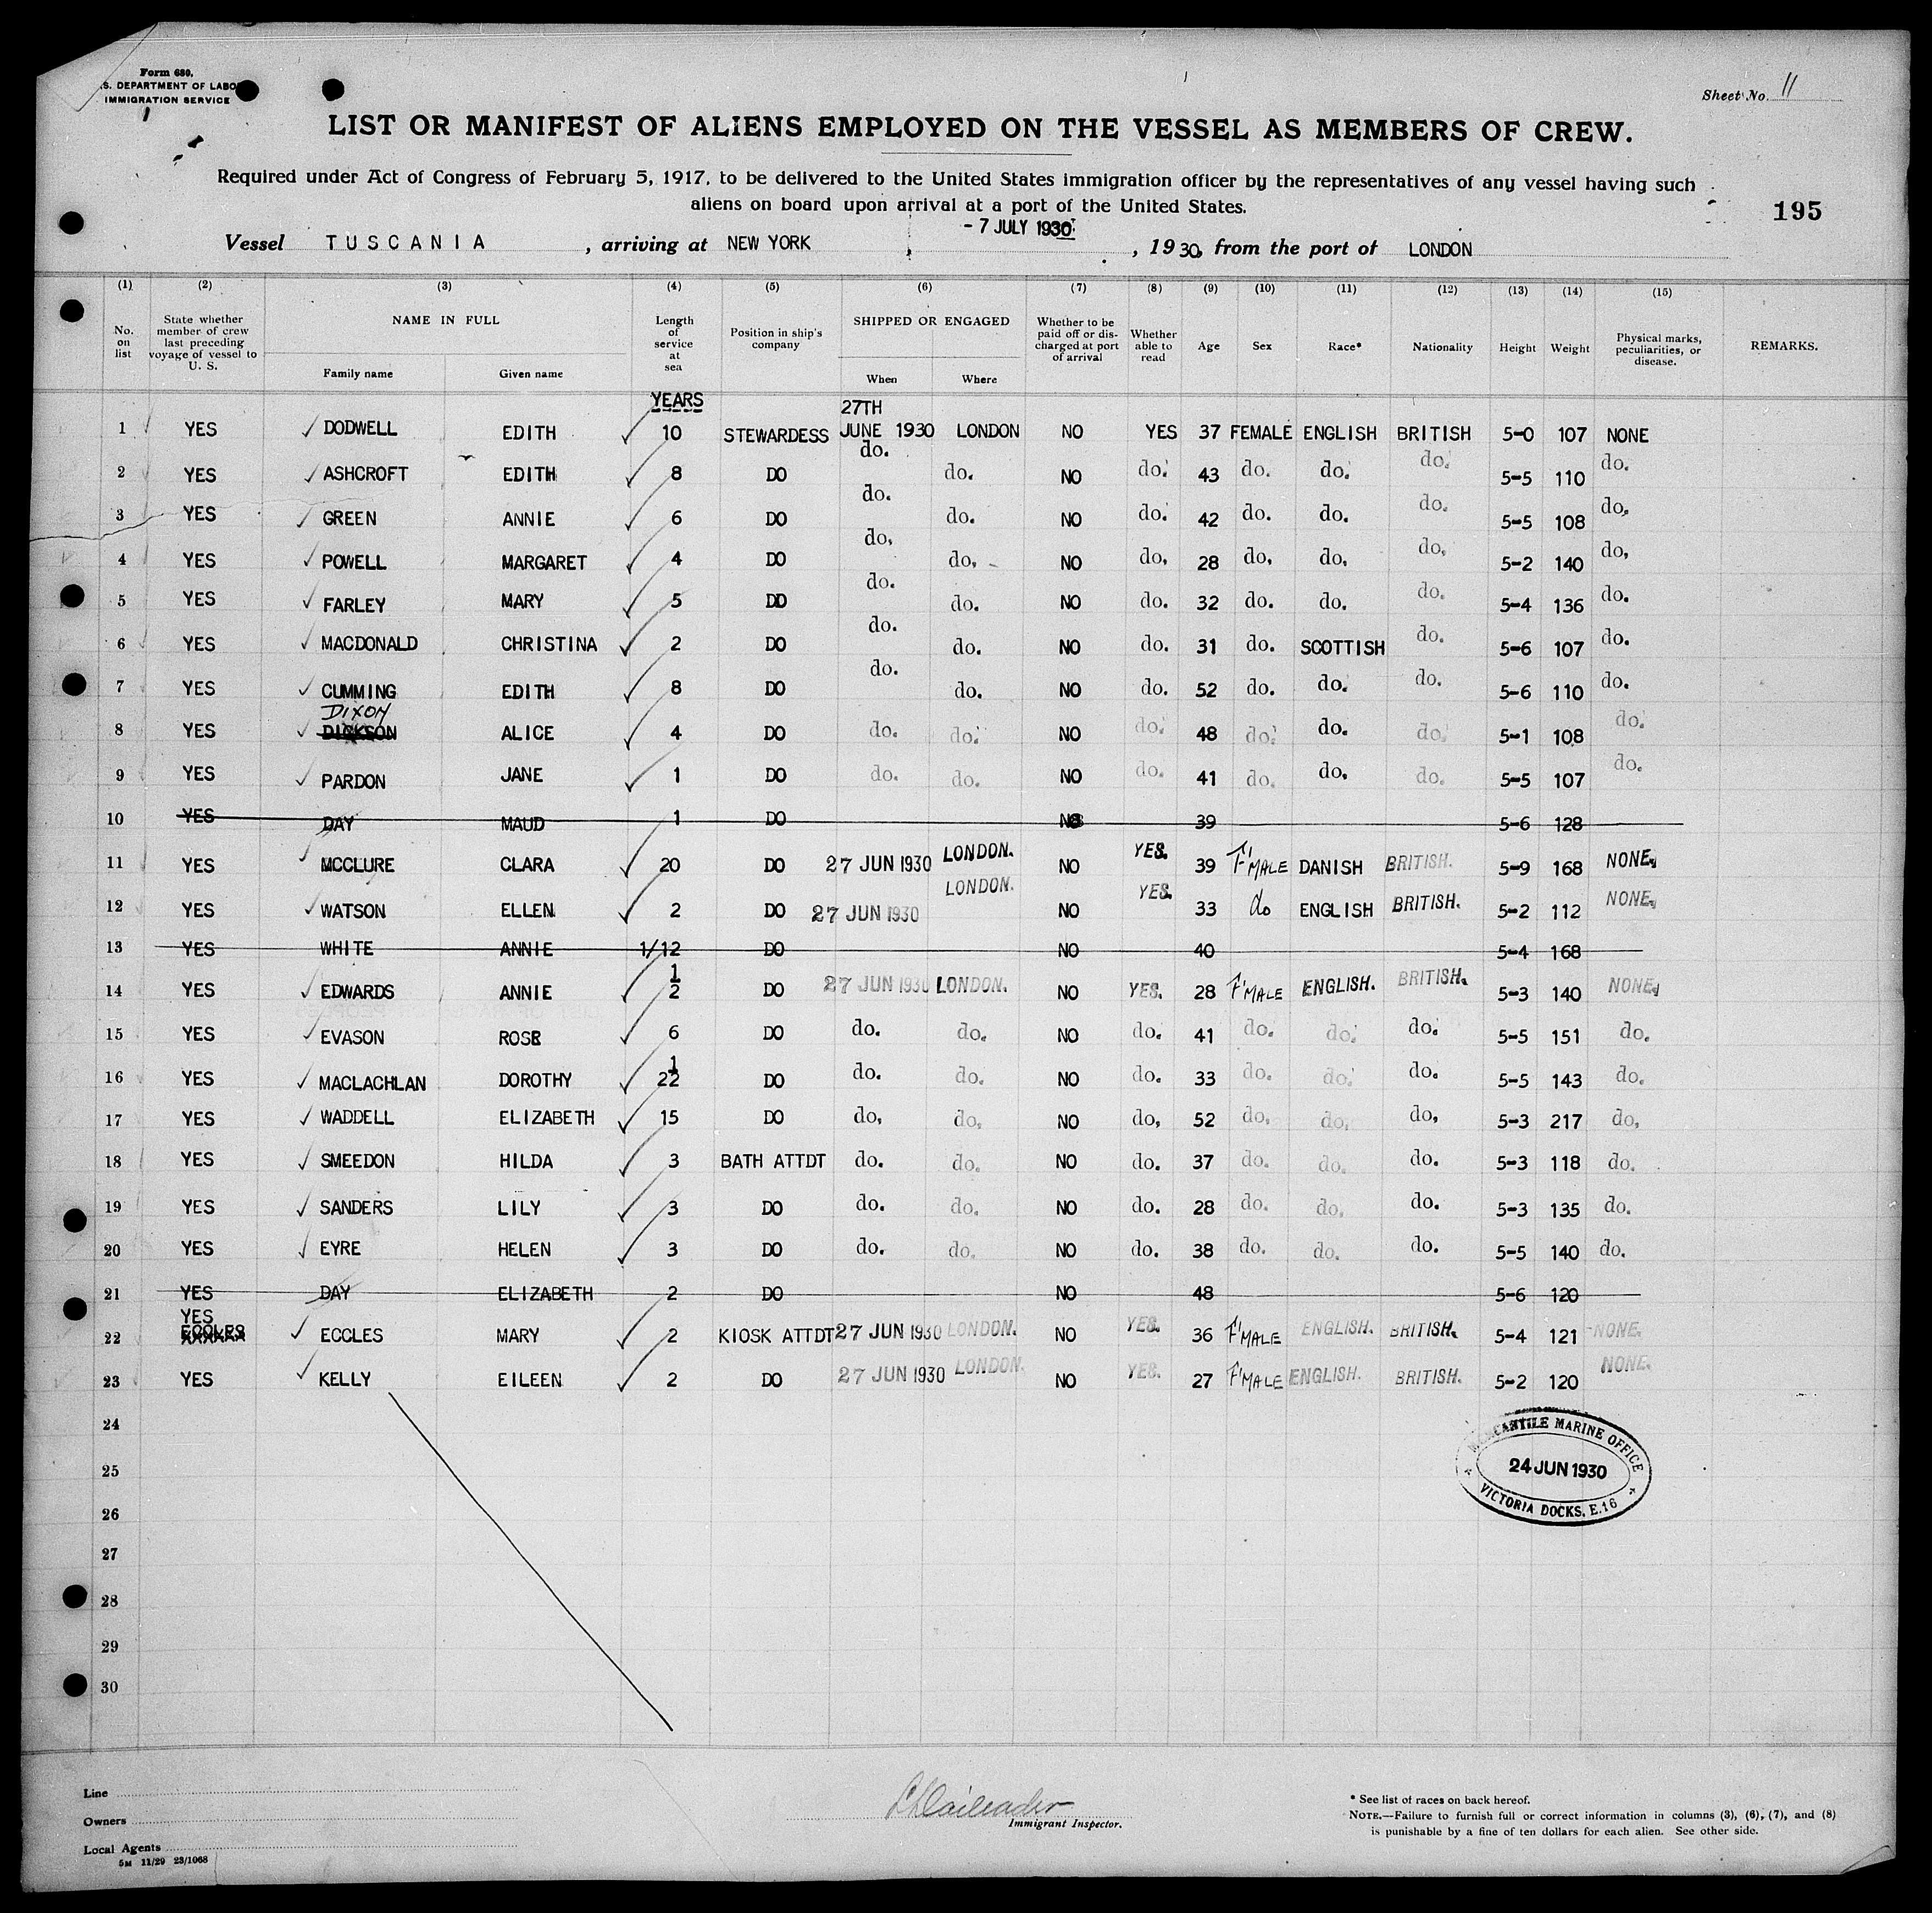 Form 680.
.S. DEPARTMENT OF LABO
IMMIGRATION SERVICE
Sheet No. 11
LIST OR MANIFEST OF ALIENS EMPLOYED ON THE VESSEL AS MEMBERS OF CREW.
Required under Act of Congress of February 5, 1917, to be delivered to the United States immigration officer by the representatives of any vessel having such
aliens on board upon arrival at a port of the United States.
195
- 7 JULY 1930
Vessel TUSCANIA , arriving at NEW YORK , 1930, from the port of LONDON
(1) (2) (3) (4) (5) (6) (7) (8) (9) (10) (11) (12) (13) (14) (15)
No. on list State whether member of crew last preceding voyage of vessel to U. S. NAME IN FULL Family name Given name Length of service at sea Position in ship's company SHIPPED OR ENGAGED When Where Whether to be paid off or discharged at port of arrival Whether able to read Age Sex Race* Nationality Height Weight Physical marks, peculiarities, or disease. REMARKS.
YEARS
1 YES DODWELL EDITH 10 STEWARDESS 27TH JUNE 1930 LONDON NO YES 37 FEMALE ENGLISH BRITISH 5-0 107 NONE
2 YES ASHCROFT EDITH 8 DO do. do. NO do. 43 do. do. do. 5-5 110 do.
3 YES GREEN ANNIE 6 DO do. do. NO do. 42 do. do. do. 5-5 108 do.
4 YES POWELL MARGARET 4 DO do. do. NO do. 28 do. do. do. 5-2 140 do.
5 YES FARLEY MARY 5 DO do. do. NO do. 32 do. do. do. 5-4 136 do.
6 YES MACDONALD CHRISTINA 2 DO do. do. NO do. 31 do. SCOTTISH do. 5-6 107 do.
7 YES CUMMING EDITH 8 DO do. do. NO do. 52 do. do. do. 5-6 110 do.
DIXON
8 YES DICKSON ALICE 4 DO do. do. NO do. 48 do. do. do. 5-1 108 do.
9 YES PARDON JANE 1 DO do. do. NO do. 41 do. do. do. 5-5 107 do.
10 YES DAY MAUD 1 DO NO 39 5-6 128
11 YES MCCLURE CLARA 20 DO 27 JUN 1930 LONDON. NO YES. 39 F'MALE DANISH BRITISH. 5-9 168 NONE.
12 YES WATSON ELLEN 2 DO 27 JUN 1930 LONDON. NO YES. 33 do ENGLISH BRITISH. 5-2 112 NONE.
13 YES WHITE ANNIE 1/12 DO NO 40 5-4 168
14 YES EDWARDS ANNIE 1/2 DO 27 JUN 1930 LONDON. NO YES. 28 F'MALE ENGLISH. BRITISH. 5-3 140 NONE.
15 YES EVASON ROSE 6 DO do. do. NO do. 41 do. do. do. 5-5 151 do.
16 YES MACLACHLAN DOROTHY 1 22 DO do. do. NO do. 33 do. do. do. 5-5 143 do.
17 YES WADDELL ELIZABETH 15 DO do. do. NO do. 52 do. do. do. 5-3 217 do.
18 YES SMEEDON HILDA 3 BATH ATTDT do. do. NO do. 37 do. do. do. 5-3 118 do.
19 YES SANDERS LILY 3 DO do. do. NO do. 28 do. do. do. 5-3 135 do.
20 YES EYRE HELEN 3 DO do. do. NO do. 38 do. do. do. 5-5 140 do.
21 YES DAY ELIZABETH 2 DO NO 48 5-6 120
YES
22 ECCLES ECCLES MARY 2 KIOSK ATTDT 27 JUN 1930 LONDON. NO YES. 36 F'MALE ENGLISH. BRITISH. 5-4 121 NONE.
23 YES KELLY EILEEN 2 DO 27 JUN 1930 LONDON. NO YES. 27 F'MALE ENGLISH. BRITISH. 5-2 120 NONE.
24
25
26
27
28
29
30
MERCANTILE MARINE OFFICE
24 JUN 1930
VICTORIA DOCKS, E.16
Line
Owners
Local Agents
5M 11/29 23/1068
Immigrant Inspector.
* See list of races on back hereof.
NOTE.—Failure to furnish full or correct information in columns (3), (6), (7), and (8)
is punishable by a fine of ten dollars for each alien. See other side.